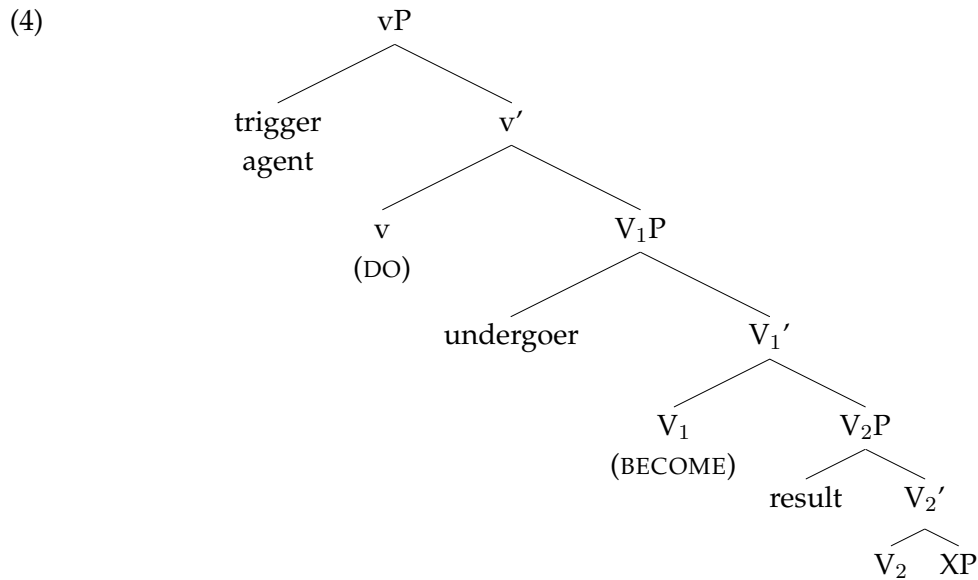 (4) vP
trigger v'
agent
v V₁P
(DO)
undergoer V₁'
V₁ V₂P
(BECOME)
result V₂'
V₂ XP